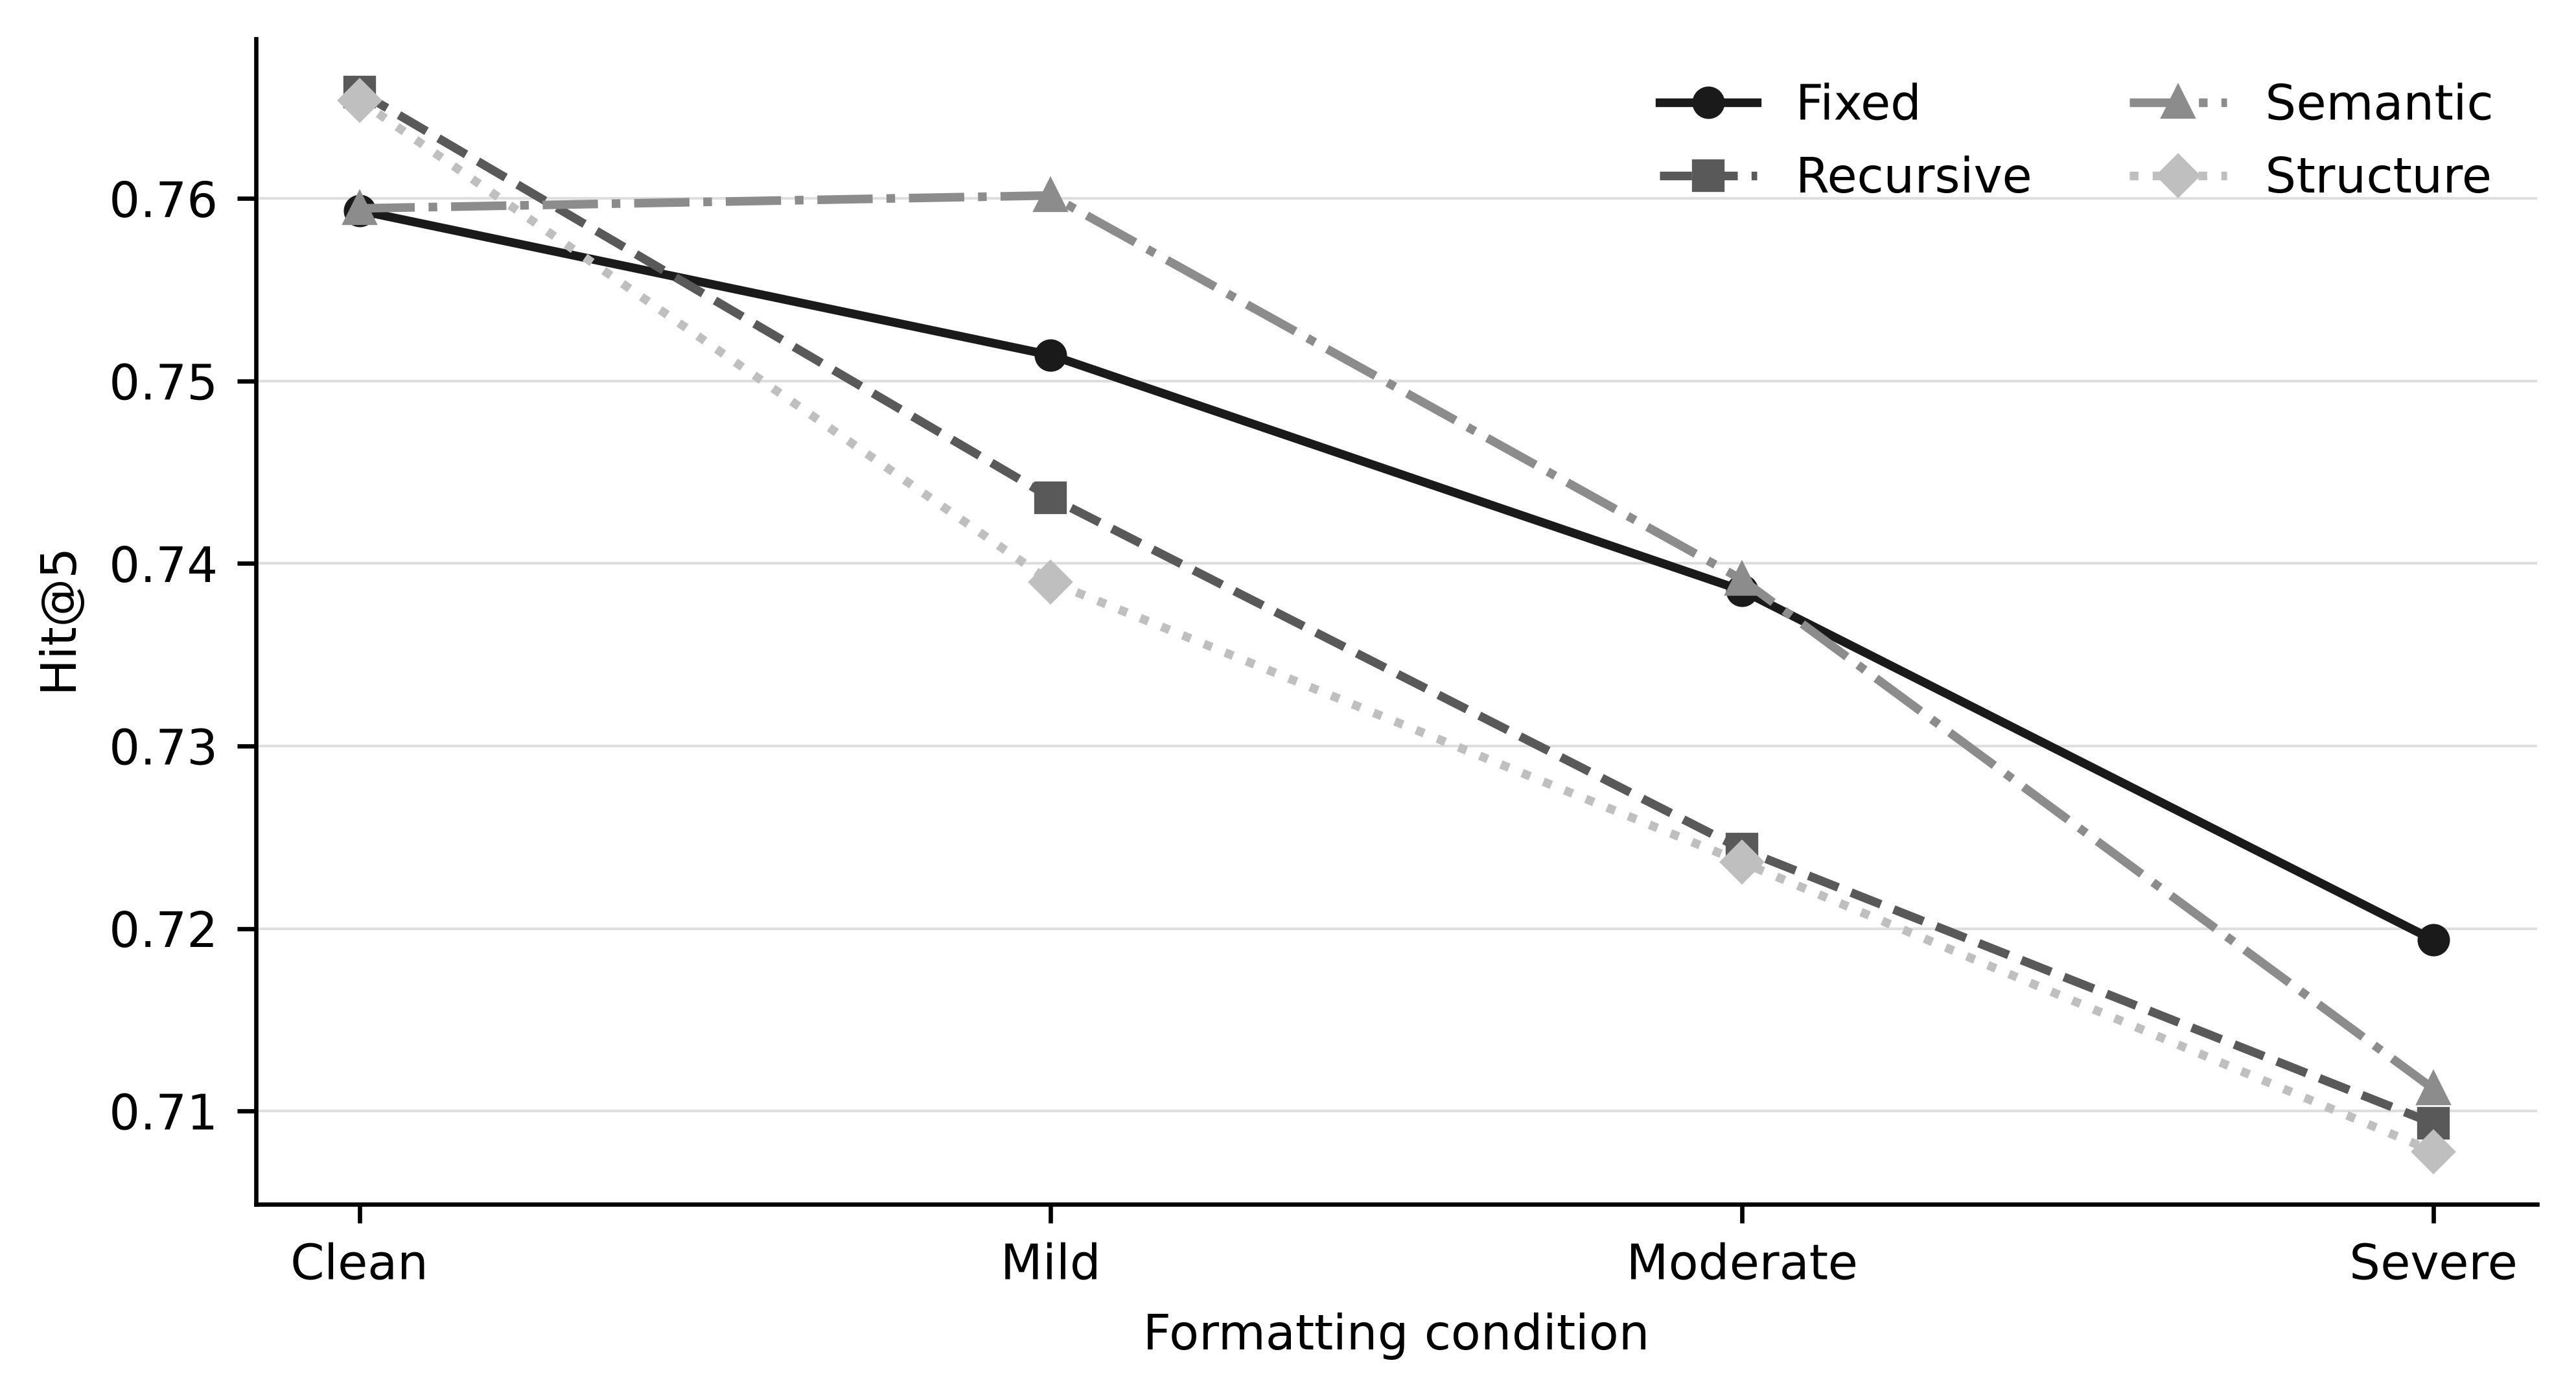 Fixed
Recursive
Semantic
Structure
0.76
0.75
0.74
0.73
0.72
0.71
Hit@5
Clean
Mild
Moderate
Severe
Formatting condition